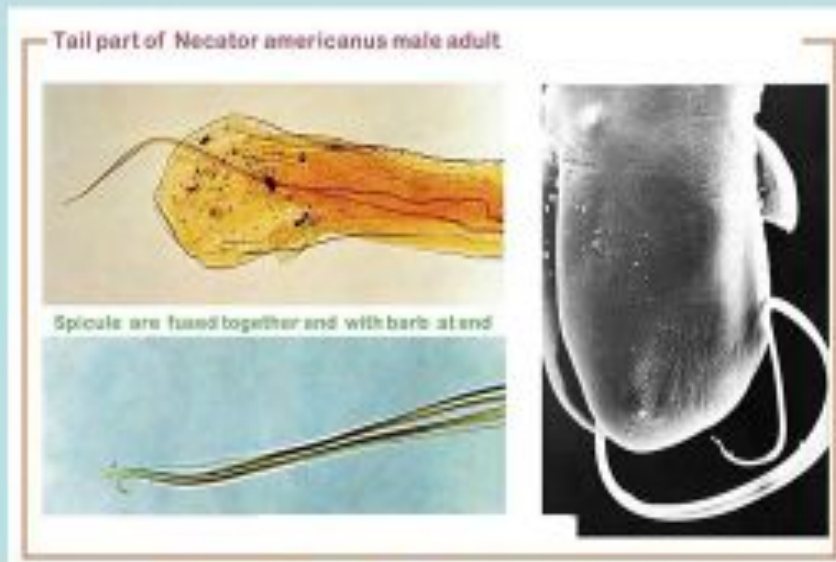 Tail part of Necator americanus male adult
Spicule are fused together and with barb at end